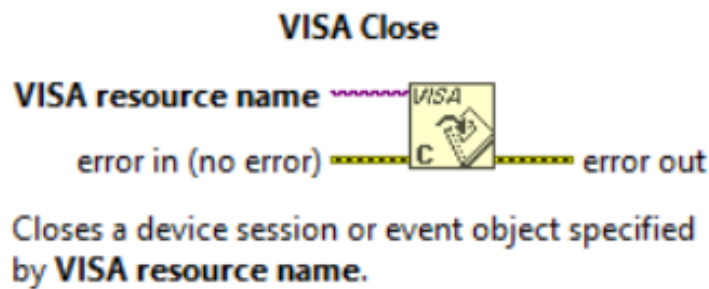 VISA Close
VISA resource name
VISA
error in (no error)
C
error out
Closes a device session or event object specified
by VISA resource name.